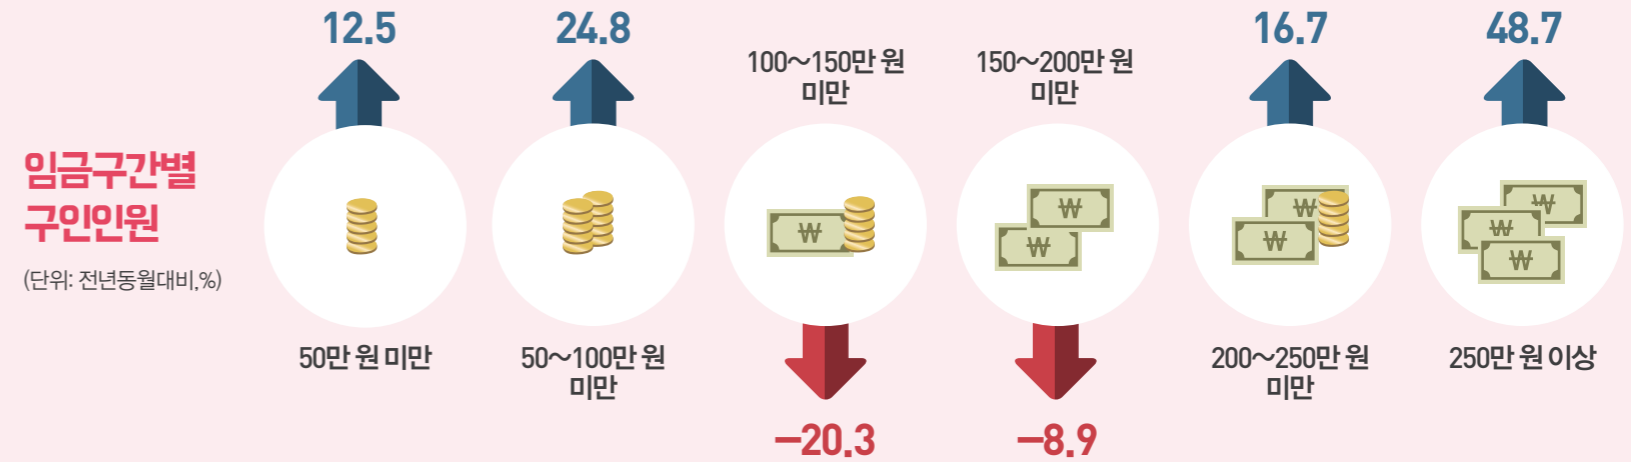 임금구간별
구인인원
(단위: 전년동월대비,%)
12.5
50만 원 미만
24.8
50~100만 원
미만
100~150만 원
미만
−20.3
150~200만 원
미만
−8.9
16.7
200~250만 원
미만
48.7
250만 원 이상
₩
₩
₩
₩
₩
₩
₩
₩